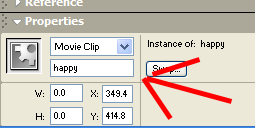 Reference
Properties
Movie Clip
Instance of: happy
happy
Swap...
W: 0.0 X: 349.4
H: 0.0 Y: 414.8